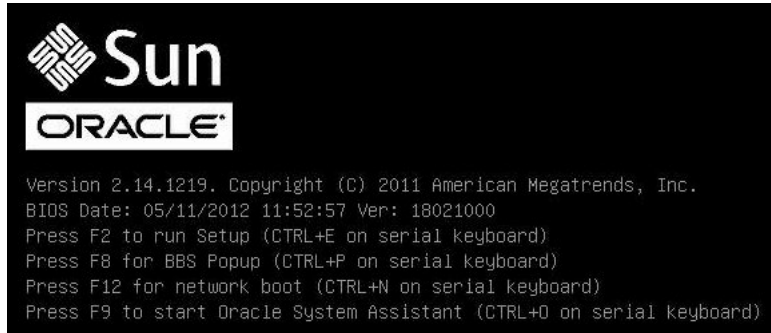 Sun
ORACLE
Version 2.14.1219. Copyright (C) 2011 American Megatrends, Inc.
BIOS Date: 05/11/2012 11:52:57 Ver: 18021000
Press F2 to run Setup (CTRL+E on serial keyboard)
Press F8 for BBS Popup (CTRL+P on serial keyboard)
Press F12 for network boot (CTRL+N on serial keyboard)
Press F9 to start Oracle System Assistant (CTRL+O on serial keyboard)